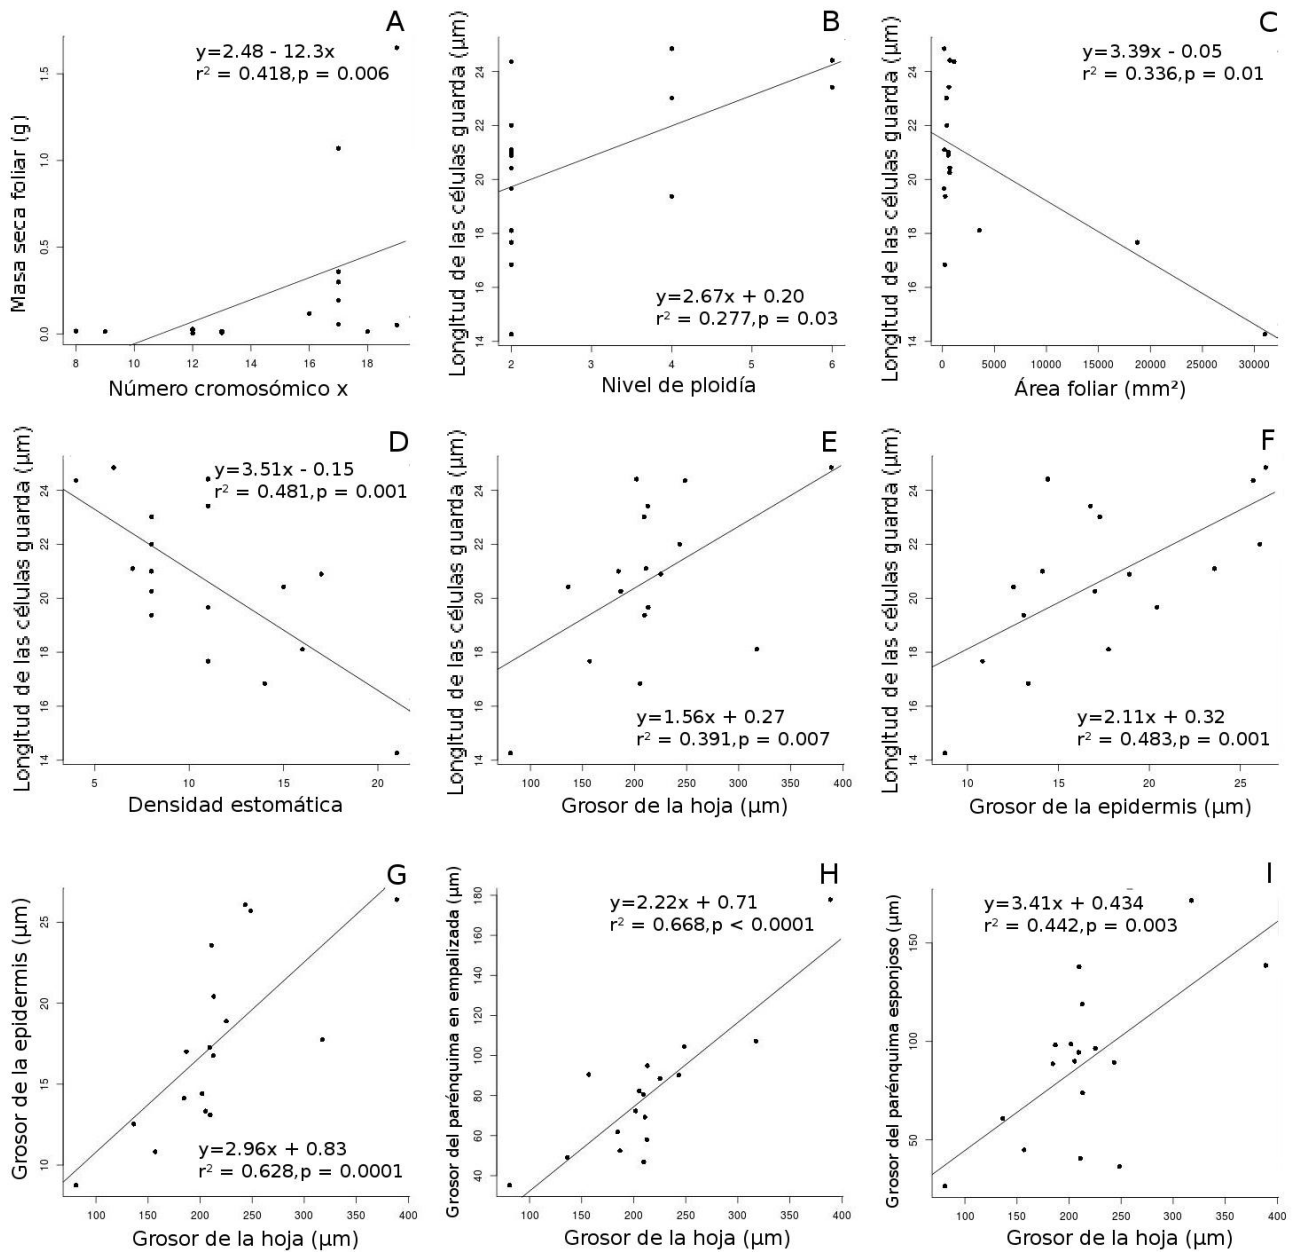 A
y=2.48 - 12.3x
r² = 0.418,p = 0.006
Masa seca foliar (g)
0.0 0.5 1.0 1.5
8 10 12 14 16 18
Número cromosómico x
B
y=2.67x + 0.20
r² = 0.277,p = 0.03
Longitud de las células guarda (µm)
14 16 18 20 22 24
2 3 4 5 6
Nivel de ploidía
C
y=3.39x - 0.05
r² = 0.336,p = 0.01
Longitud de las células guarda (µm)
14 16 18 20 22 24
0 5000 10000 15000 20000 25000 30000
Área foliar (mm²)
D
y=3.51x - 0.15
r² = 0.481,p = 0.001
Longitud de las células guarda (µm)
14 16 18 20 22 24
5 10 15 20
Densidad estomática
E
y=1.56x + 0.27
r² = 0.391,p = 0.007
Longitud de las células guarda (µm)
14 16 18 20 22 24
100 150 200 250 300 350 400
Grosor de la hoja (µm)
F
y=2.11x + 0.32
r² = 0.483,p = 0.001
Longitud de las células guarda (µm)
14 16 18 20 22 24
10 15 20 25
Grosor de la epidermis (µm)
G
y=2.96x + 0.83
r² = 0.628,p = 0.0001
Grosor de la epidermis (µm)
10 15 20 25
100 150 200 250 300 350 400
Grosor de la hoja (µm)
H
y=2.22x + 0.71
r² = 0.668,p < 0.0001
Grosor del parénquima en empalizada (µm)
40 60 80 100 120 140 160 180
100 150 200 250 300 350 400
Grosor de la hoja (µm)
I
y=3.41x + 0.434
r² = 0.442,p = 0.003
Grosor del parénquima esponjoso (µm)
50 100 150
100 150 200 250 300 350 400
Grosor de la hoja (µm)